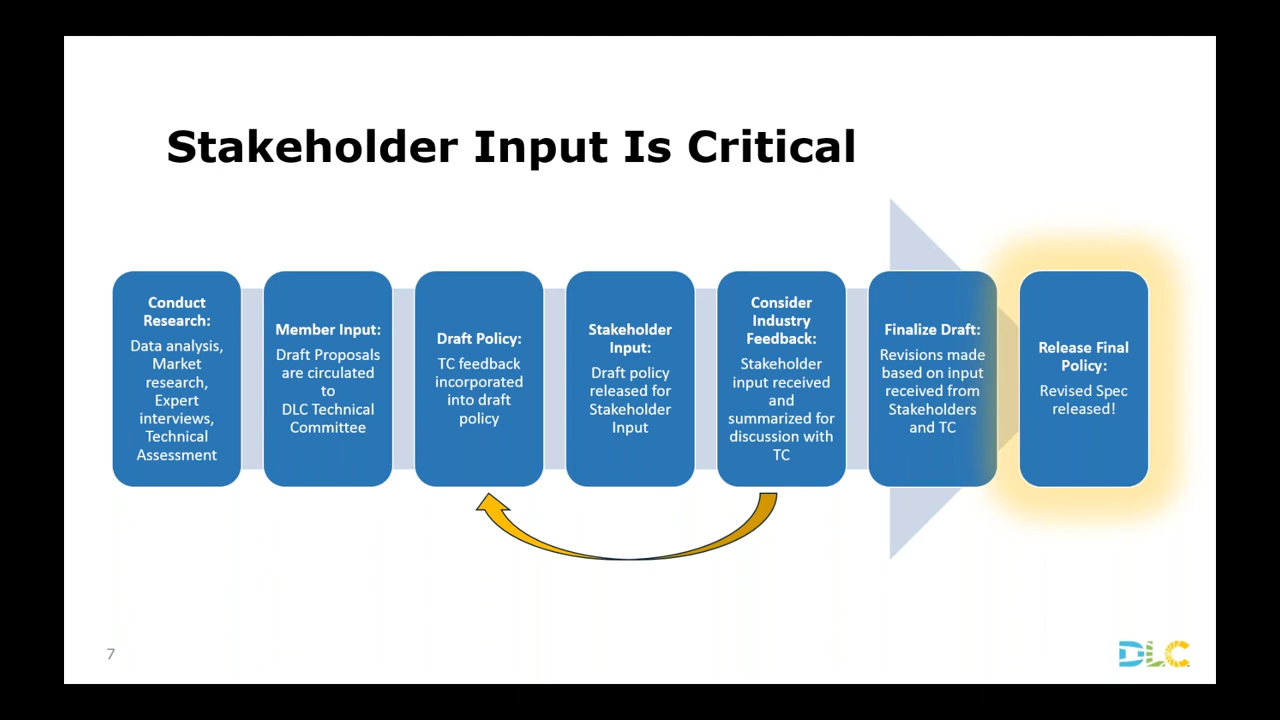 Stakeholder Input Is Critical
Conduct
Research:
Data analysis,
Market
research,
Expert
interviews,
Technical
Assessment
Member Input:
Draft Proposals
are circulated
to
DLC Technical
Committee
Draft Policy:
TC feedback
incorporated
into draft
policy
Stakeholder
Input:
Draft policy
released for
Stakeholder
Input
Consider
Industry
Feedback:
Stakeholder
input received
and
summarized for
discussion with
TC
Finalize Draft:
Revisions made
based on input
received from
Stakeholders
and TC
Release Final
Policy:
Revised Spec
released!
7
DLC